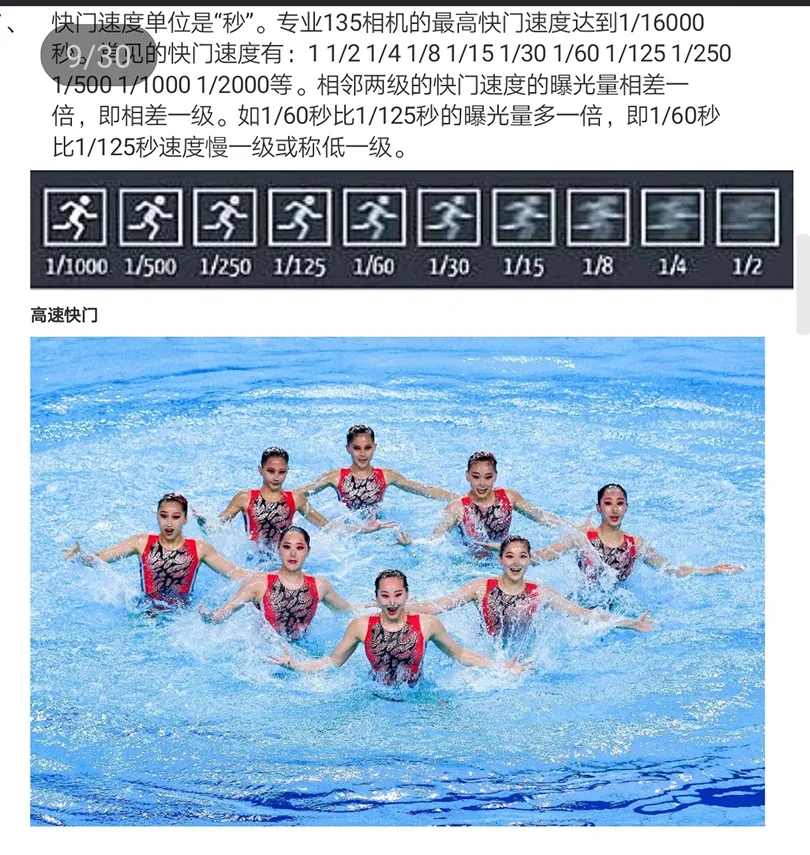 快门速度单位是“秒”。专业135相机的最高快门速度达到1/16000
秒。常见的快门速度有：1 1/2 1/4 1/8 1/15 1/30 1/60 1/125 1/250
1/500 1/1000 1/2000等。相邻两级的快门速度的曝光量相差一
倍，即相差一级。如1/60秒比1/125秒的曝光量多一倍，即1/60秒
比1/125秒速度慢一级或称低一级。
9/30
1/1000 1/500 1/250 1/125 1/60 1/30 1/15 1/8 1/4 1/2
高速快门